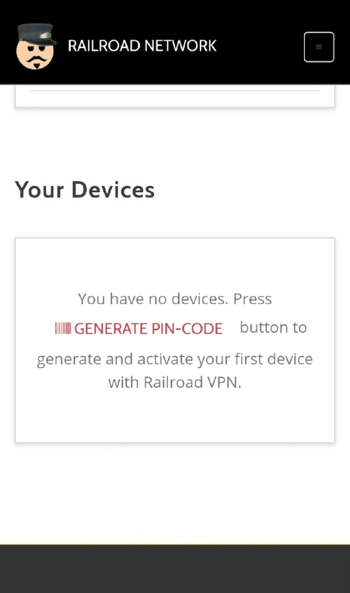 RAILROAD NETWORK
Your Devices
You have no devices. Press
GENERATE PIN-CODE button to
generate and activate your first device
with Railroad VPN.